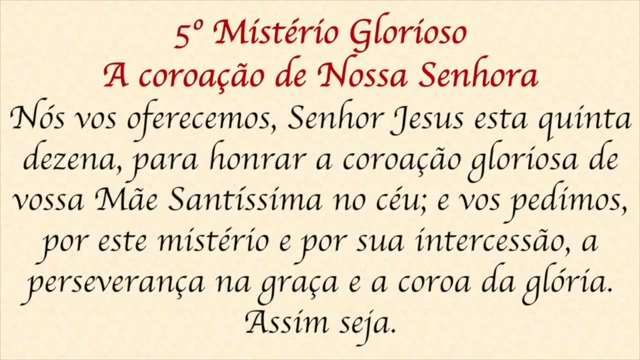 5º Mistério Glorioso
A coroação de Nossa Senhora
Nós vos oferecemos, Senhor Jesus esta quinta
dezena, para honrar a coroação gloriosa de
vossa Mãe Santíssima no céu; e vos pedimos,
por este mistério e por sua intercessão, a
perseverança na graça e a coroa da glória.
Assim seja.